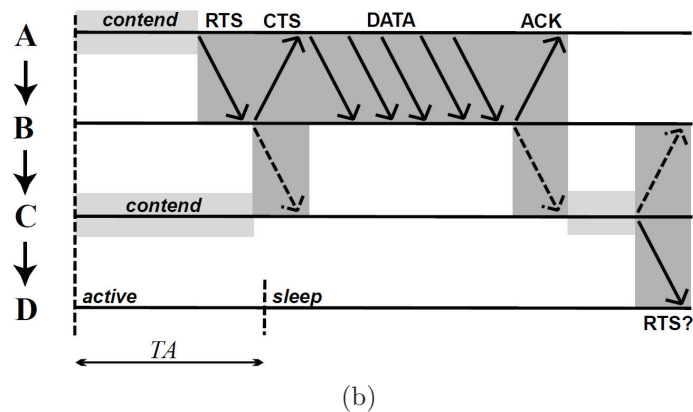 A contend RTS CTS DATA ACK
B
C contend
D active sleep
RTS?
TA
(b)